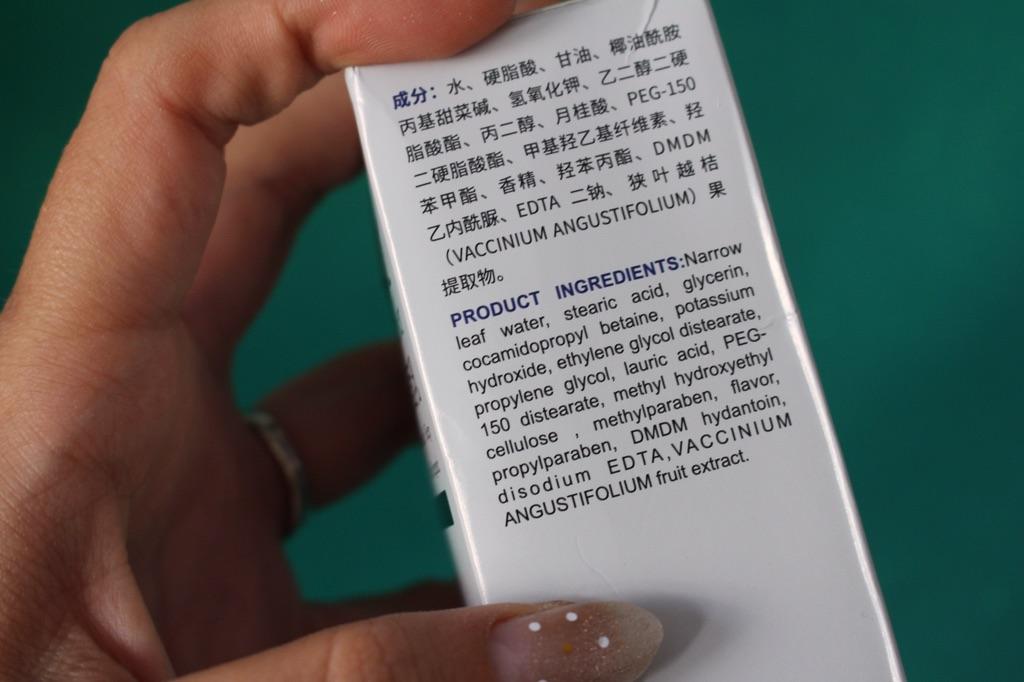 成分：水、硬脂酸、甘油、椰油酰胺
丙基甜菜碱、氢氧化钾、乙二醇二硬
脂酸酯、丙二醇、月桂酸、PEG-150
二硬脂酸酯、甲基羟乙基纤维素、羟
苯甲酯、香精、羟苯丙酯、DMDM
乙内酰脲、EDTA 二钠、狭叶越桔
（VACCINIUM ANGUSTIFOLIUM）果
提取物。
PRODUCT INGREDIENTS:Narrow
leaf water, stearic acid, glycerin,
cocamidopropyl betaine, potassium
hydroxide, ethylene glycol distearate,
propylene glycol, lauric acid, PEG-
150 distearate, methyl hydroxyethyl
cellulose , methylparaben, flavor,
propylparaben, DMDM hydantoin,
disodium EDTA,VACCINIUM
ANGUSTIFOLIUM fruit extract.